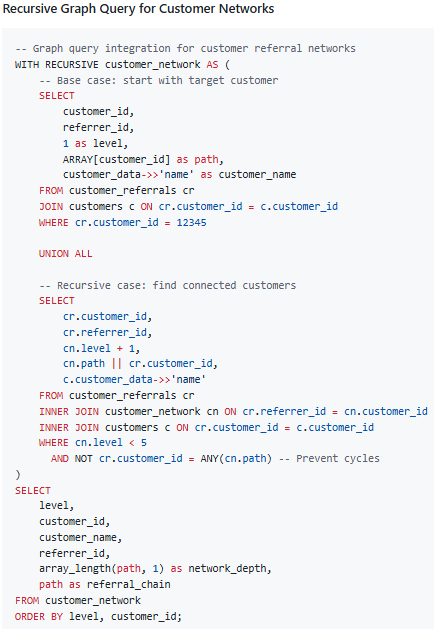 Recursive Graph Query for Customer Networks
-- Graph query integration for customer referral networks
WITH RECURSIVE customer_network AS (
    -- Base case: start with target customer
    SELECT
        customer_id,
        referrer_id,
        1 as level,
        ARRAY[customer_id] as path,
        customer_data->>'name' as customer_name
    FROM customer_referrals cr
    JOIN customers c ON cr.customer_id = c.customer_id
    WHERE cr.customer_id = 12345

    UNION ALL

    -- Recursive case: find connected customers
    SELECT
        cr.customer_id,
        cr.referrer_id,
        cn.level + 1,
        cn.path || cr.customer_id,
        c.customer_data->>'name'
    FROM customer_referrals cr
    INNER JOIN customer_network cn ON cr.referrer_id = cn.customer_id
    INNER JOIN customers c ON cr.customer_id = c.customer_id
    WHERE cn.level < 5
      AND NOT cr.customer_id = ANY(cn.path) -- Prevent cycles
)
SELECT
    level,
    customer_id,
    customer_name,
    referrer_id,
    array_length(path, 1) as network_depth,
    path as referral_chain
FROM customer_network
ORDER BY level, customer_id;